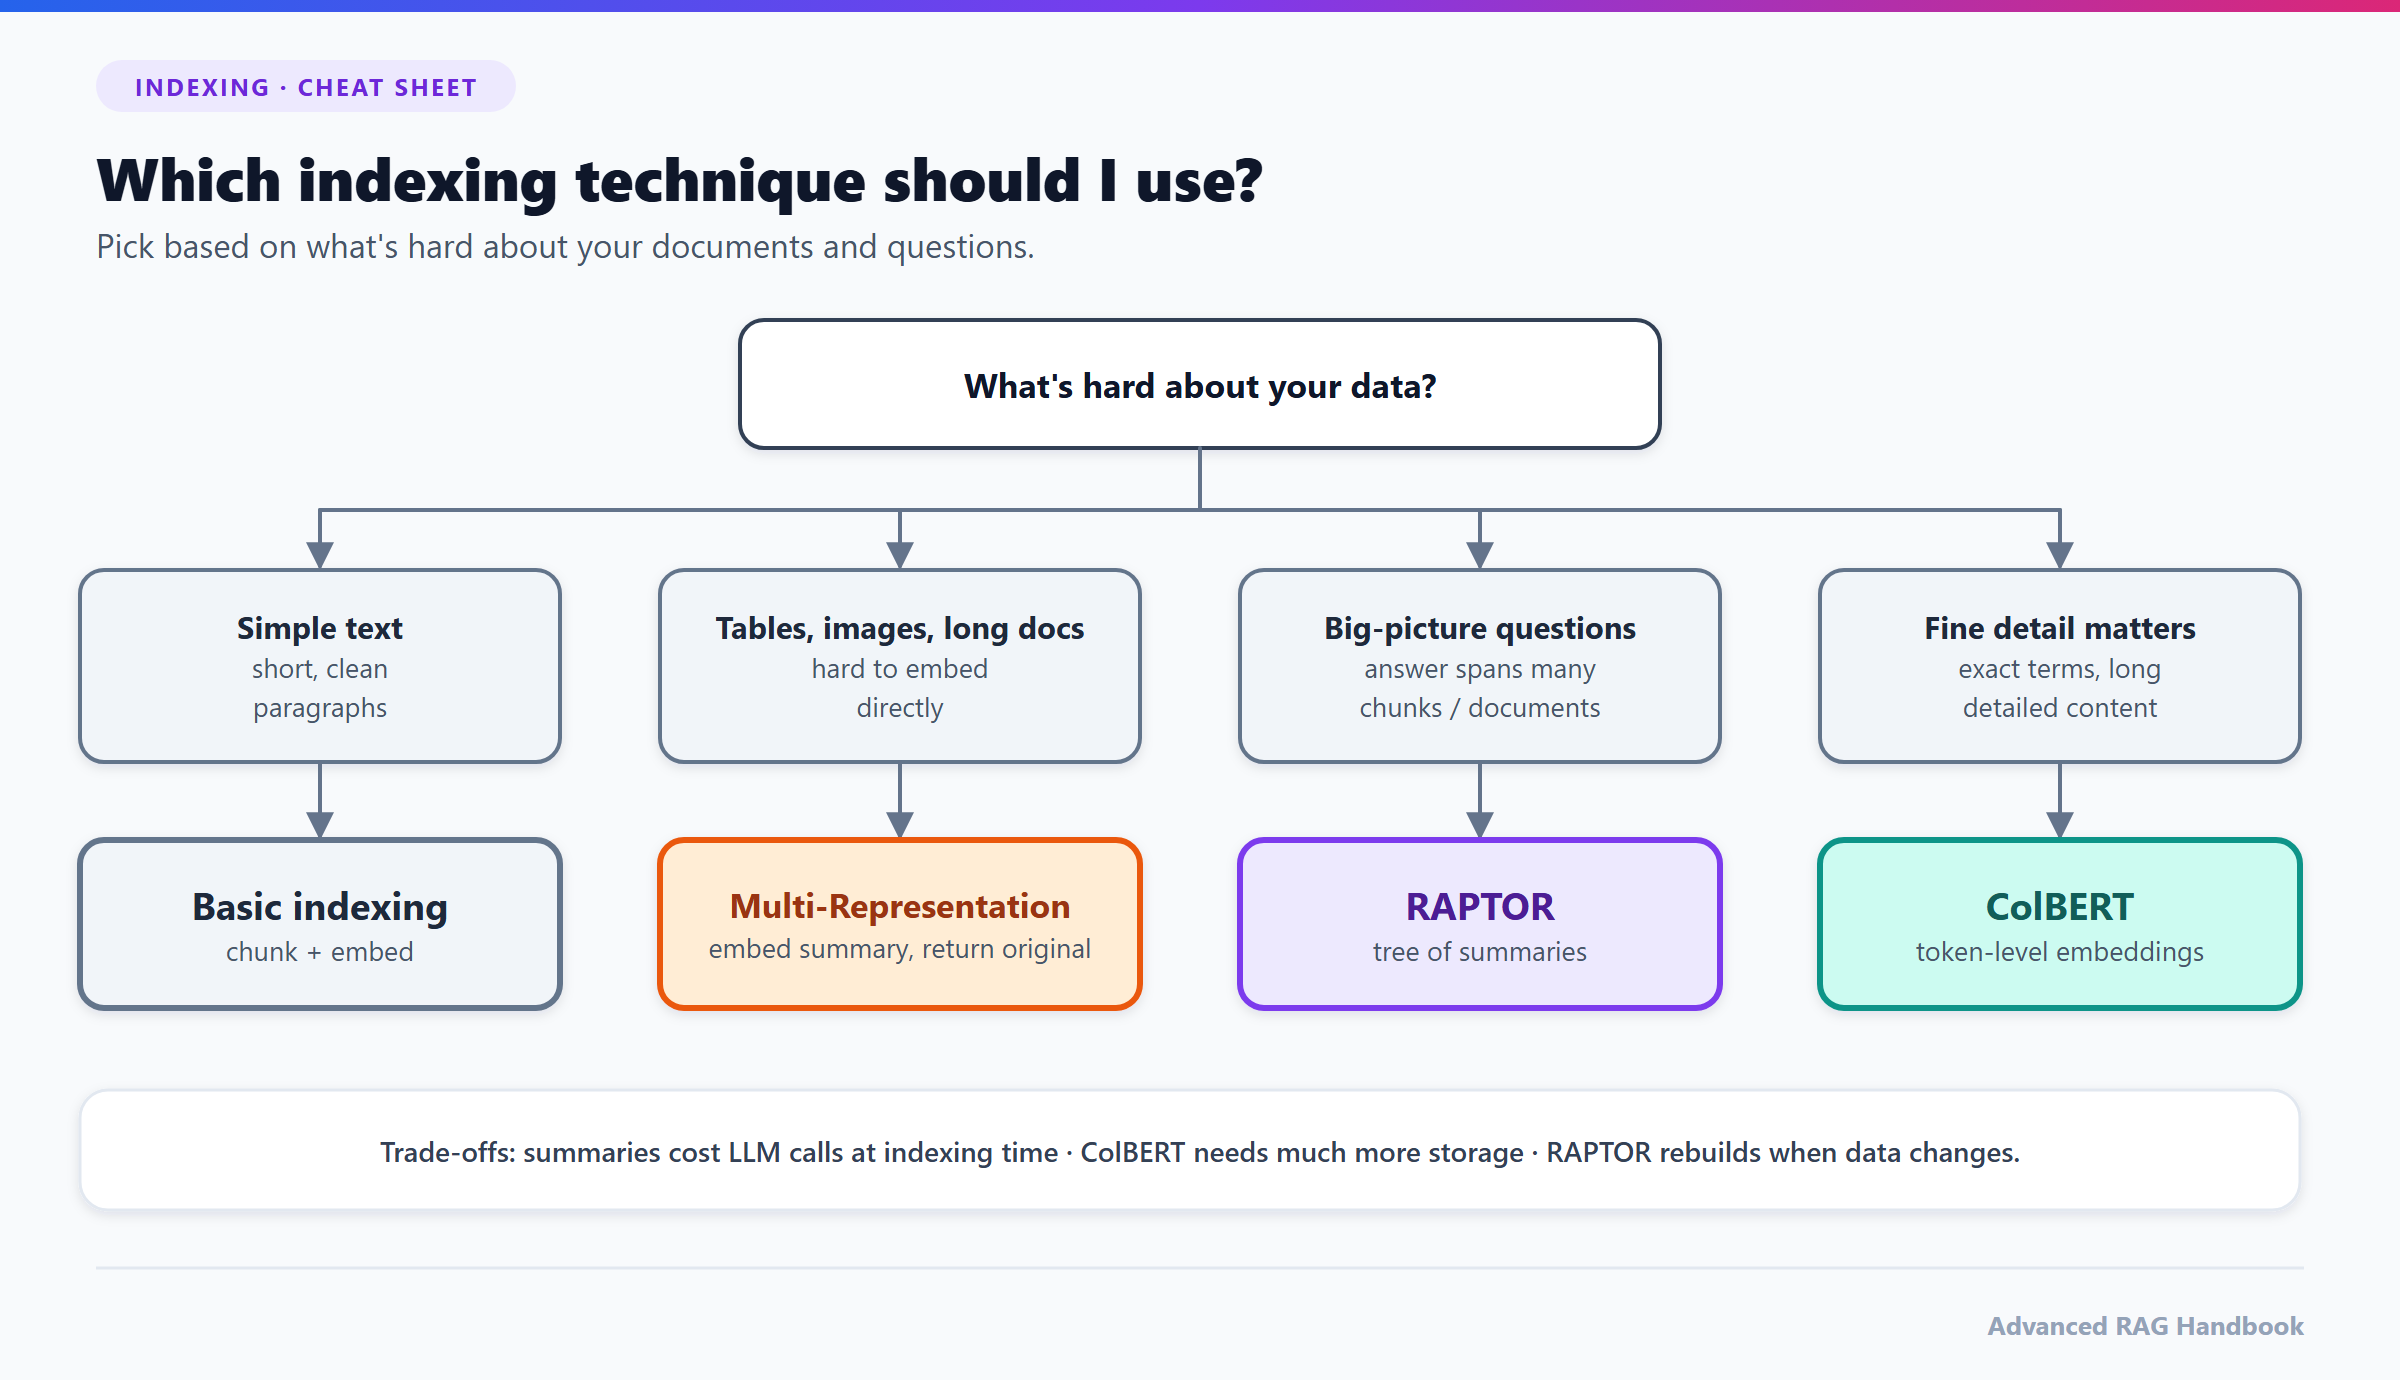 INDEXING · CHEAT SHEET
Which indexing technique should I use?
Pick based on what's hard about your documents and questions.
What's hard about your data?
Simple text
short, clean
paragraphs
Tables, images, long docs
hard to embed
directly
Big-picture questions
answer spans many
chunks / documents
Fine detail matters
exact terms, long
detailed content
Basic indexing
chunk + embed
Multi-Representation
embed summary, return original
RAPTOR
tree of summaries
ColBERT
token-level embeddings
Trade-offs: summaries cost LLM calls at indexing time · ColBERT needs much more storage · RAPTOR rebuilds when data changes.
Advanced RAG Handbook